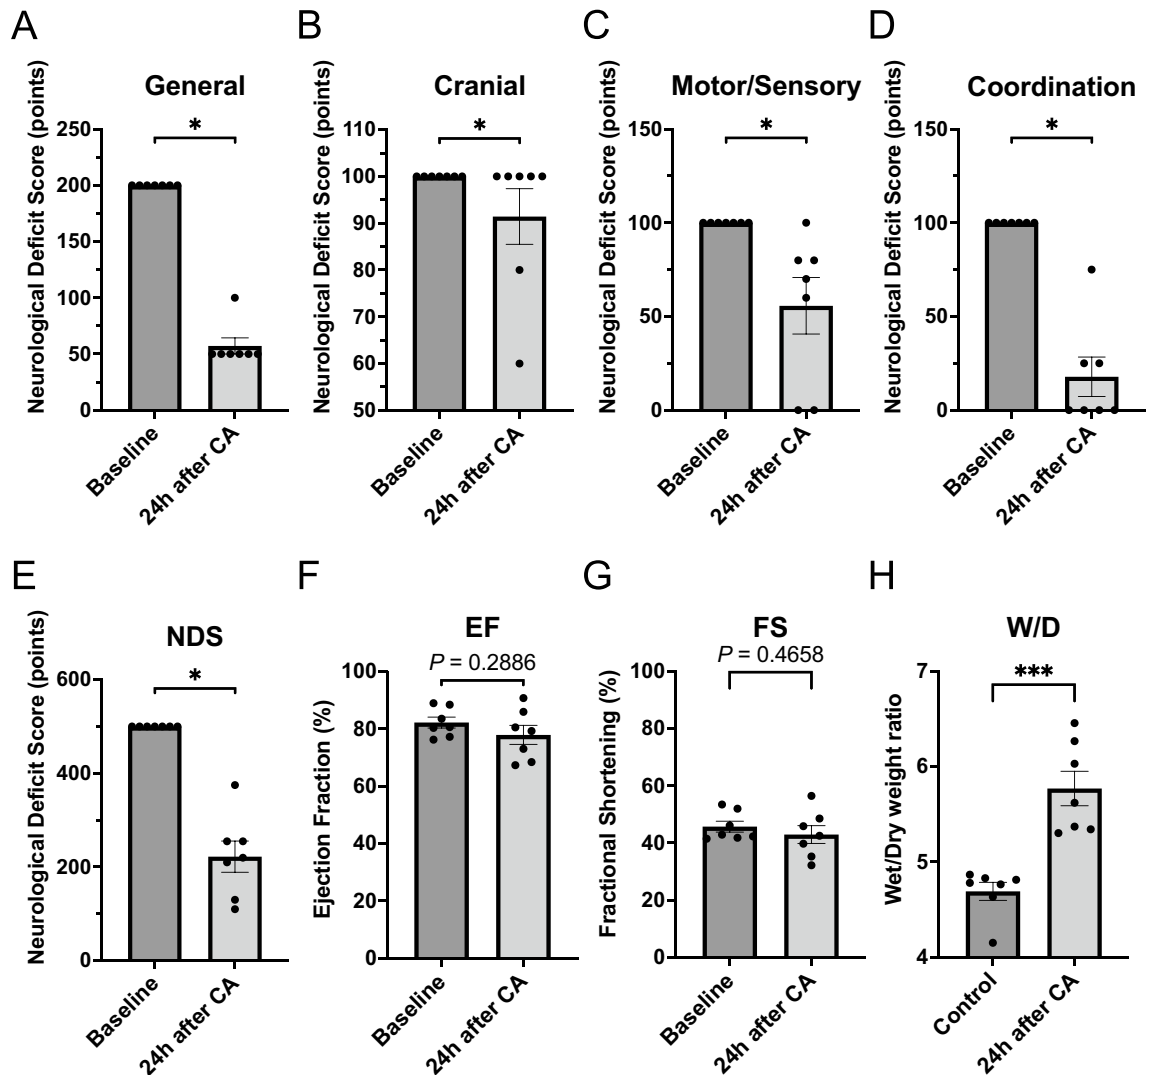 A
B
C
D
General
Cranial
Motor/Sensory
Coordination
Neurological Deficit Score (points)
250
200
150
100
50
0
*
Baseline
24h after CA
Neurological Deficit Score (points)
110
100
90
80
70
60
50
*
Baseline
24h after CA
Neurological Deficit Score (points)
150
100
50
0
*
Baseline
24h after CA
Neurological Deficit Score (points)
150
100
50
0
*
Baseline
24h after CA
E
F
G
H
NDS
EF
FS
W/D
Neurological Deficit Score (points)
600
400
200
0
*
Baseline
24h after CA
Ejection Fraction (%)
100
80
60
40
20
0
P = 0.2886
Baseline
24h after CA
Fractional Shortening (%)
100
80
60
40
20
0
P = 0.4658
Baseline
24h after CA
Wet/Dry weight ratio
7
6
5
4
***
Control
24h after CA